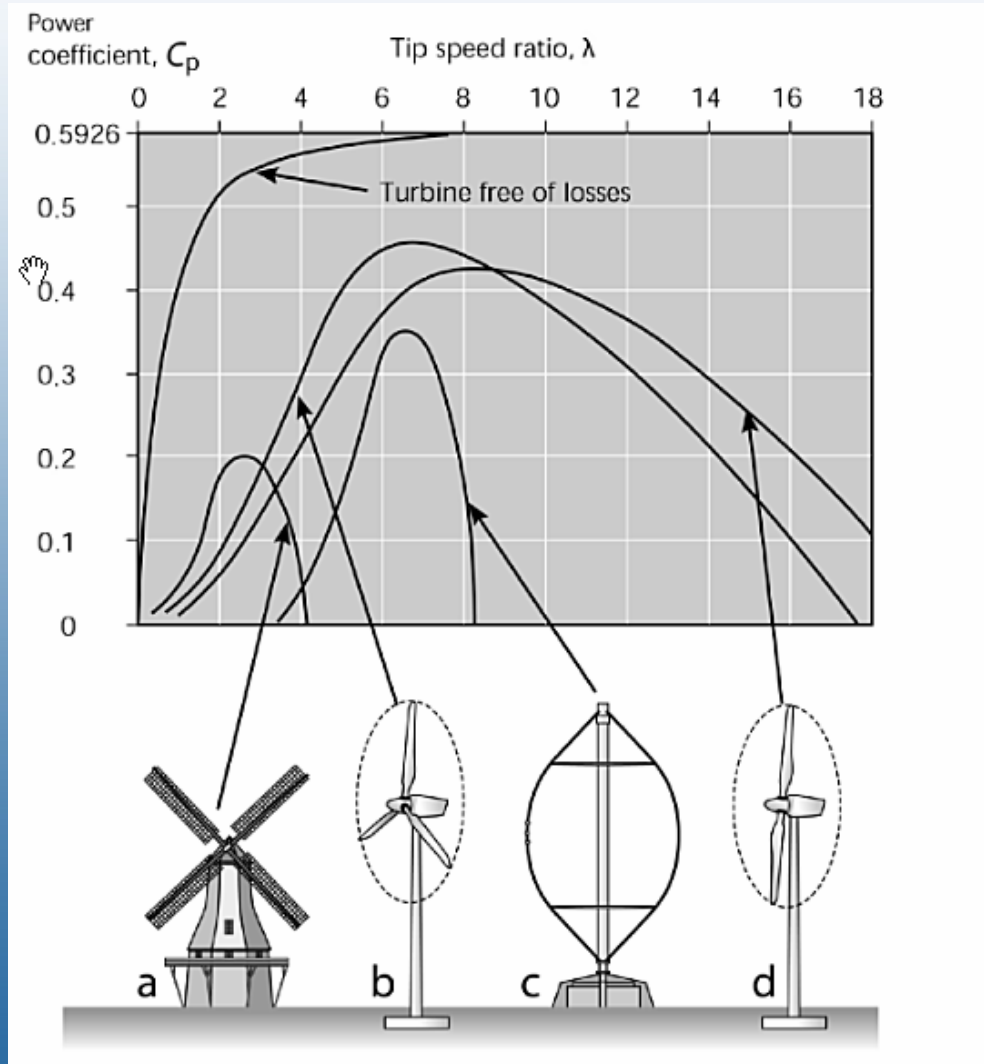 Power
coefficient, Cp
Tip speed ratio, λ
0 2 4 6 8 10 12 14 16 18
0.5926
Turbine free of losses
0.5
0.4
0.3
0.2
0.1
0
a b c d